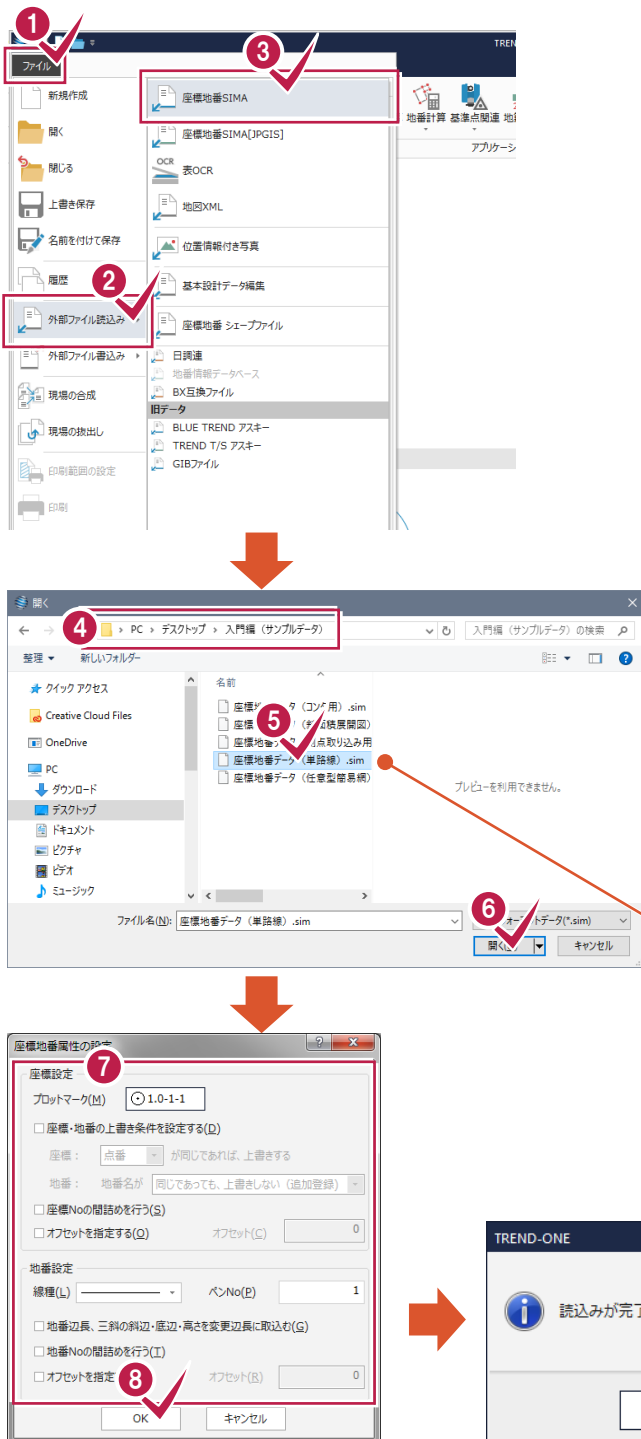 1
TREN
ファイル
3
新規作成
座標地番SIMA
開く
座標地番SIMA[JPGIS]
地番計算 基準点関連
アプリケーシ
閉じる
OCR
表OCR
上書き保存
地図XML
名前を付けて保存
位置情報付き写真
履歴
2
基本設計データ編集
外部ファイル読込み
座標地番 シェープファイル
外部ファイル書込み
日調連
地番情報データベース
現場の合成
BX互換ファイル
旧データ
現場の抜出し
BLUE TREND アスキー
TREND T/S アスキー
印刷範囲の設定
GIBファイル
印刷
開く
4
PC › デスクトップ › 入門編（サンプルデータ）
入門編（サンプルデータ）の検索
整理 新しいフォルダー
名前
クイック アクセス
Creative Cloud Files
OneDrive
PC
ダウンロード
デスクトップ
ドキュメント
ピクチャ
ビデオ
ミュージック
5
座標地番データ（単路線）.sim
座標地番データ（任意型簡易網）
プレビューを利用できません。
ファイル名(N): 座標地番データ（単路線）.sim
6
トデータ(*.sim)
開く
キャンセル
座標地番属性の設定
7
座標設定
プロットマーク(M) 1.0-1-1
座標・地番の上書き条件を設定する(D)
座標： 点番 が同じであれば、上書きする
地番： 地番名が 同じであっても、上書きしない（追加登録）
座標Noの間詰めを行う(S)
オフセットを指定する(O) オフセット(C) 0
地番設定
線種(L) ペンNo(P) 1
地番辺長、三斜の斜辺・底辺・高さを変更辺長に取込む(G)
地番Noの間詰めを行う(T)
オフセットを指定 オフセット(R) 0
8
OK キャンセル
TREND-ONE
読込みが完了